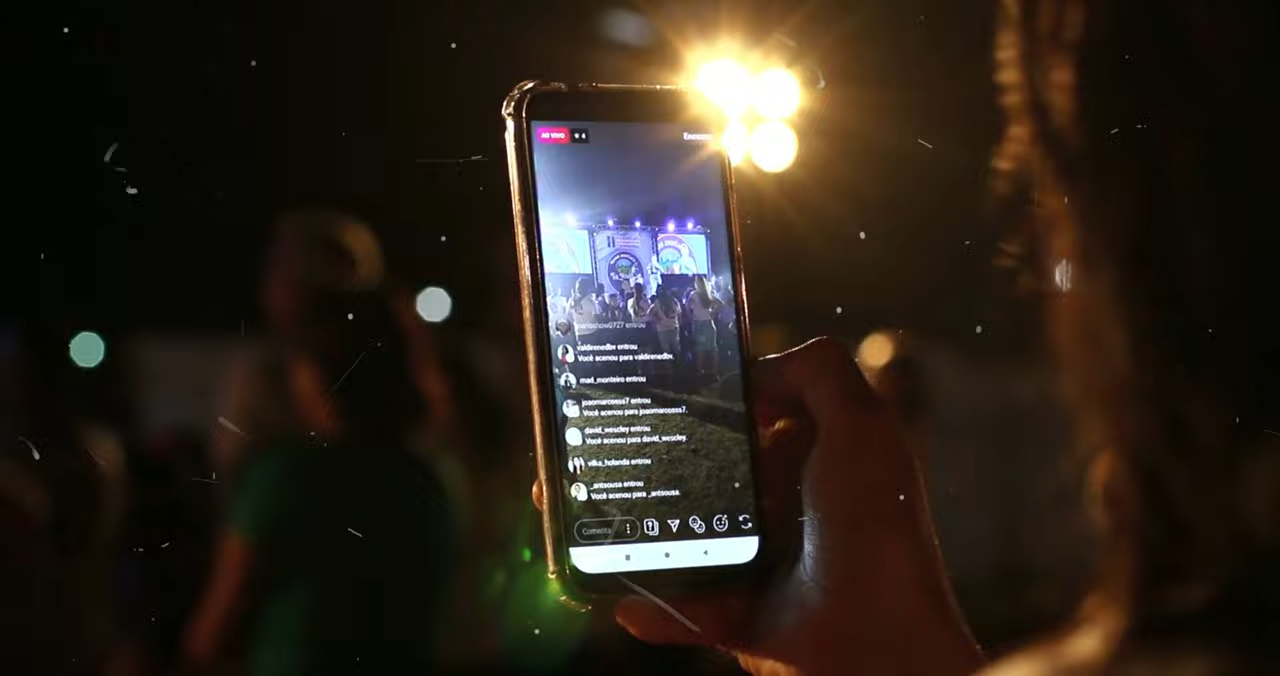 AO VIVO
4
valdirenedbv entrou
Você acenou para valdirenedbv.
mad_monteiro entrou
joaomarcosss7 entrou
Você acenou para joaomarcosss7.
david_wescley entrou
Você acenou para david_wescley.
vilka_holanda entrou
_antsousa entrou
Você acenou para _antsousa.